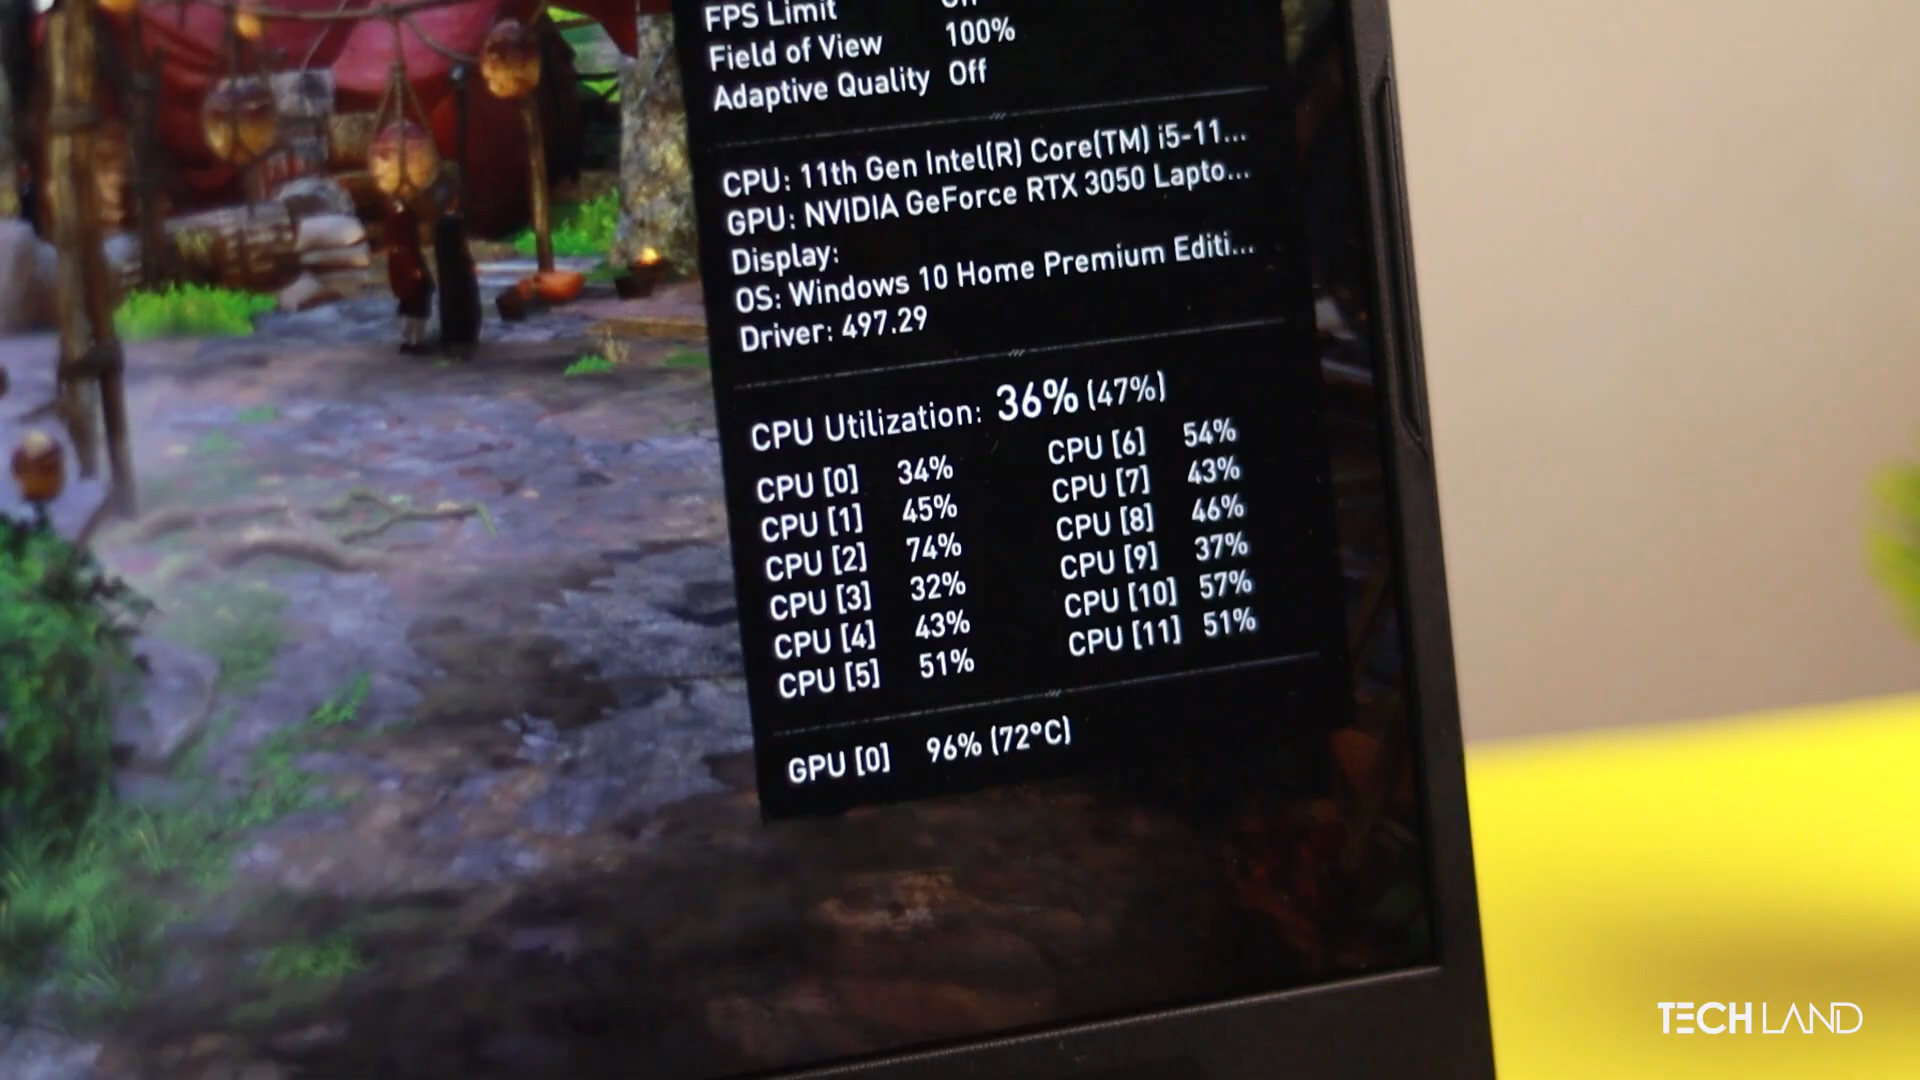 FPS Limit Off
Field of View 100%
Adaptive Quality Off
CPU: 11th Gen Intel(R) Core(TM) i5-11...
GPU: NVIDIA GeForce RTX 3050 Lapto...
Display:
OS: Windows 10 Home Premium Editi...
Driver: 497.29
CPU Utilization: 36% (47%)
CPU [0] 34% CPU [6] 54%
CPU [1] 45% CPU [7] 43%
CPU [2] 74% CPU [8] 46%
CPU [3] 32% CPU [9] 37%
CPU [4] 43% CPU [10] 57%
CPU [5] 51% CPU [11] 51%
GPU [0] 96% (72°C)
TECHLAND